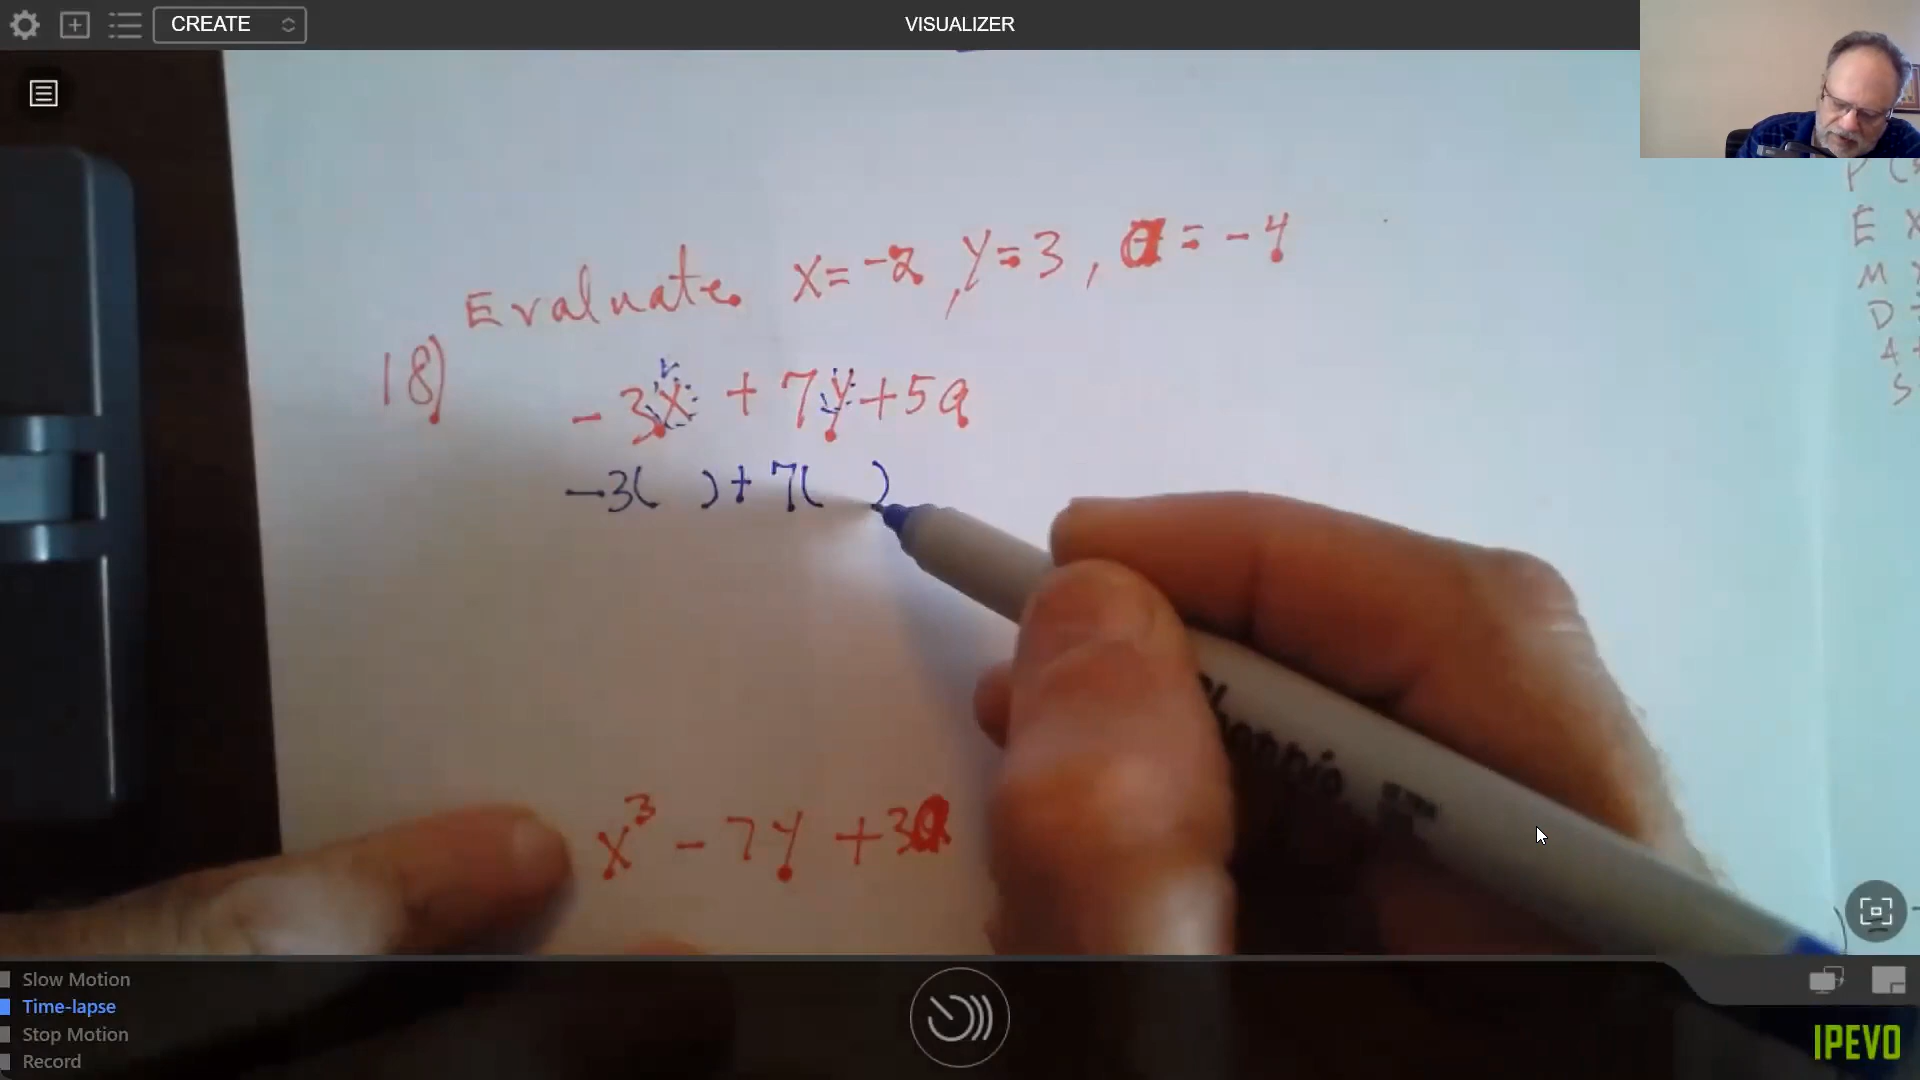 CREATE
VISUALIZER
Evaluate x=-2, y=3, a=-4
18)
-3x + 7y+5a
-3( )+ 7( )
x³ - 7y +3a
P (
E X
M
D
A +
S
Slow Motion
Time-lapse
Stop Motion
Record
IPEVO